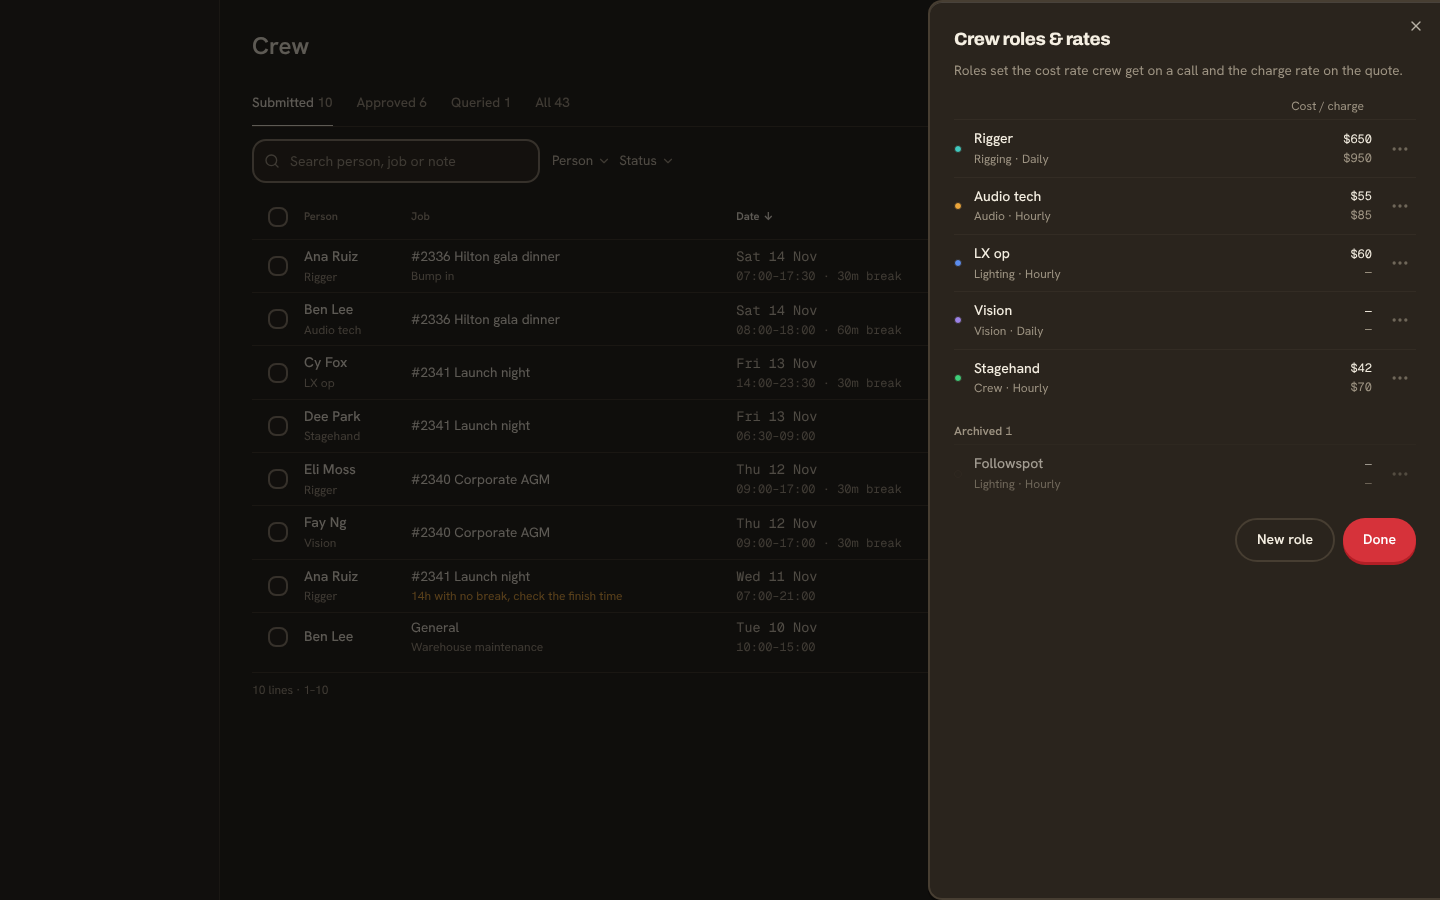 Crew
Submitted 10
Approved 6
Queried 1
All 43
Search person, job or note
Person
Status
Person
Job
Date ↓
Ana Ruiz
Rigger
#2336 Hilton gala dinner
Bump in
Sat 14 Nov
07:00–17:30 · 30m break
Ben Lee
Audio tech
#2336 Hilton gala dinner
Sat 14 Nov
08:00–18:00 · 60m break
Cy Fox
LX op
#2341 Launch night
Fri 13 Nov
14:00–23:30 · 30m break
Dee Park
Stagehand
#2341 Launch night
Fri 13 Nov
06:30–09:00
Eli Moss
Rigger
#2340 Corporate AGM
Thu 12 Nov
09:00–17:00 · 30m break
Fay Ng
Vision
#2340 Corporate AGM
Thu 12 Nov
09:00–17:00 · 30m break
Ana Ruiz
Rigger
#2341 Launch night
14h with no break, check the finish time
Wed 11 Nov
07:00–21:00
Ben Lee
General
Warehouse maintenance
Tue 10 Nov
10:00–15:00
10 lines · 1–10
Crew roles & rates
Roles set the cost rate crew get on a call and the charge rate on the quote.
Cost / charge
Rigger
Rigging · Daily
$650
$950
Audio tech
Audio · Hourly
$55
$85
LX op
Lighting · Hourly
$60
–
Vision
Vision · Daily
–
–
Stagehand
Crew · Hourly
$42
$70
Archived 1
Followspot
Lighting · Hourly
–
–
New role
Done